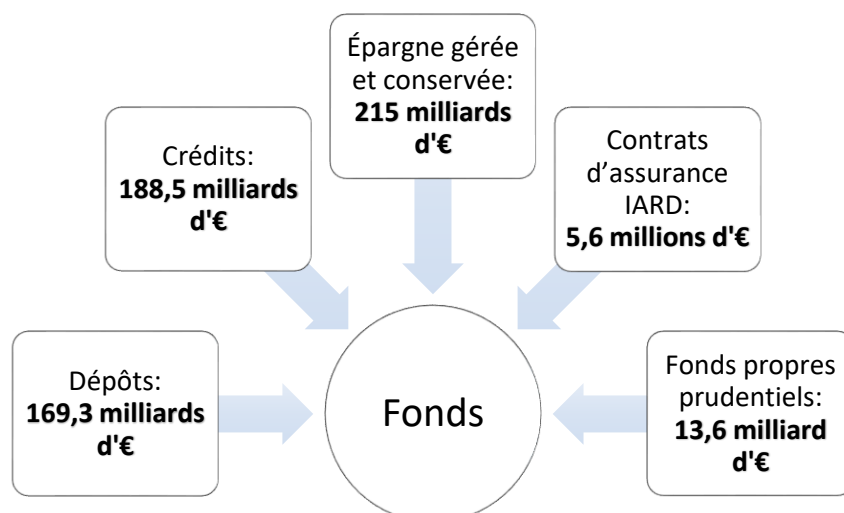 Épargne gérée
et conservée:
215 milliards
d'€
Crédits:
188,5 milliards
d'€
Contrats
d’assurance
IARD:
5,6 millions d'€
Dépôts:
169,3 milliards
d'€
Fonds
Fonds propres
prudentiels:
13,6 milliard
d'€